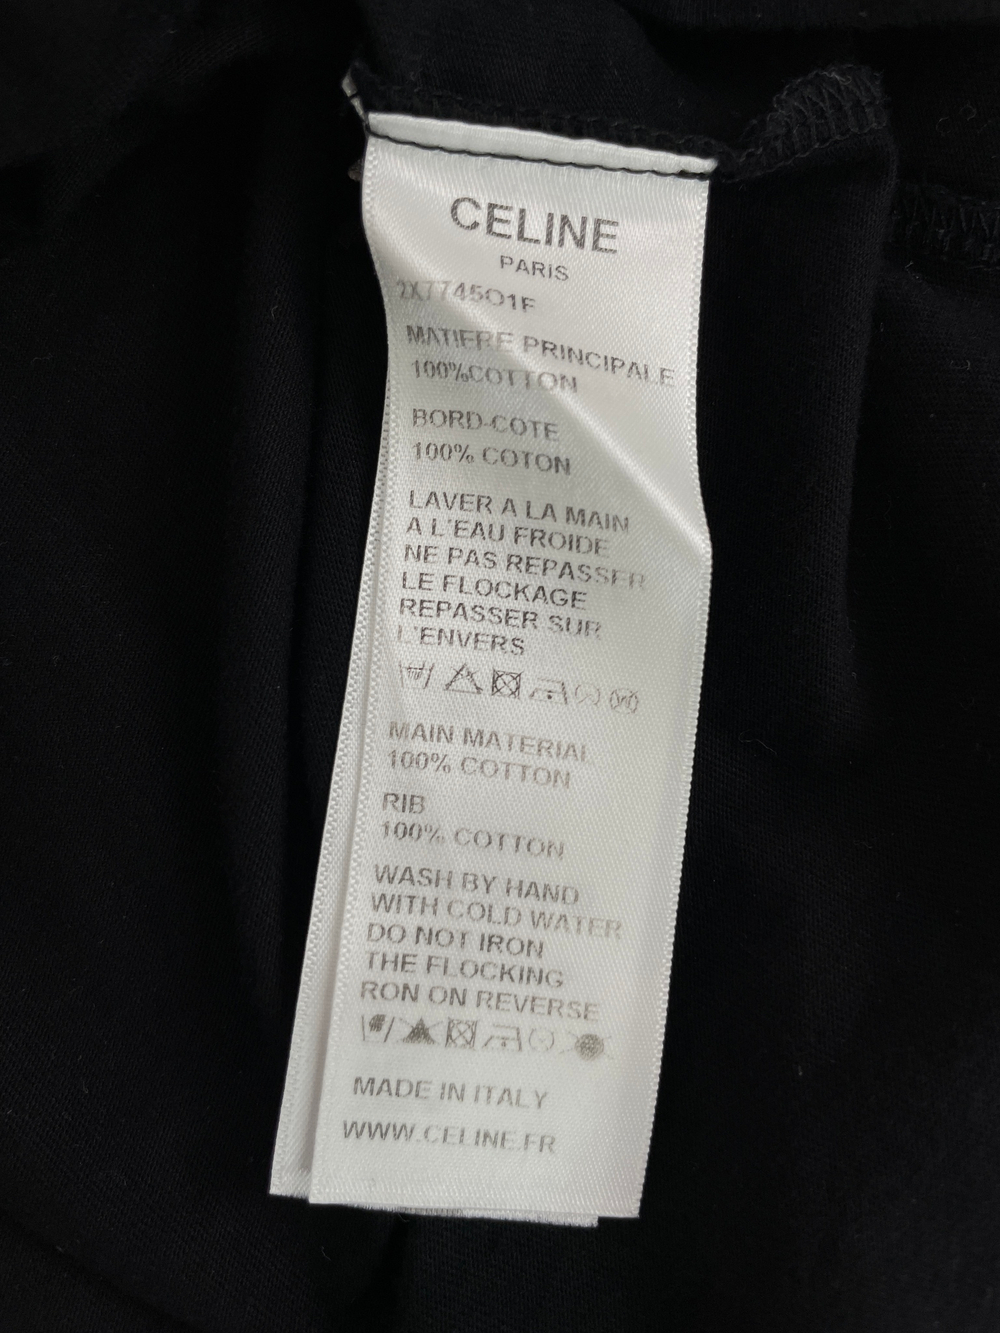 CELINE
PARIS
2X774501F
MATIERE PRINCIPALE
100%COTTON
BORD-COTE
100% COTON
LAVER A LA MAIN
A L'EAU FROIDE
NE PAS REPASSER
LE FLOCKAGE
REPASSER SUR
L'ENVERS
MAIN MATERIAL
100% COTTON
RIB
100% COTTON
WASH BY HAND
WITH COLD WATER
DO NOT IRON
THE FLOCKING
RON ON REVERSE
MADE IN ITALY
WWW.CELINE.FR